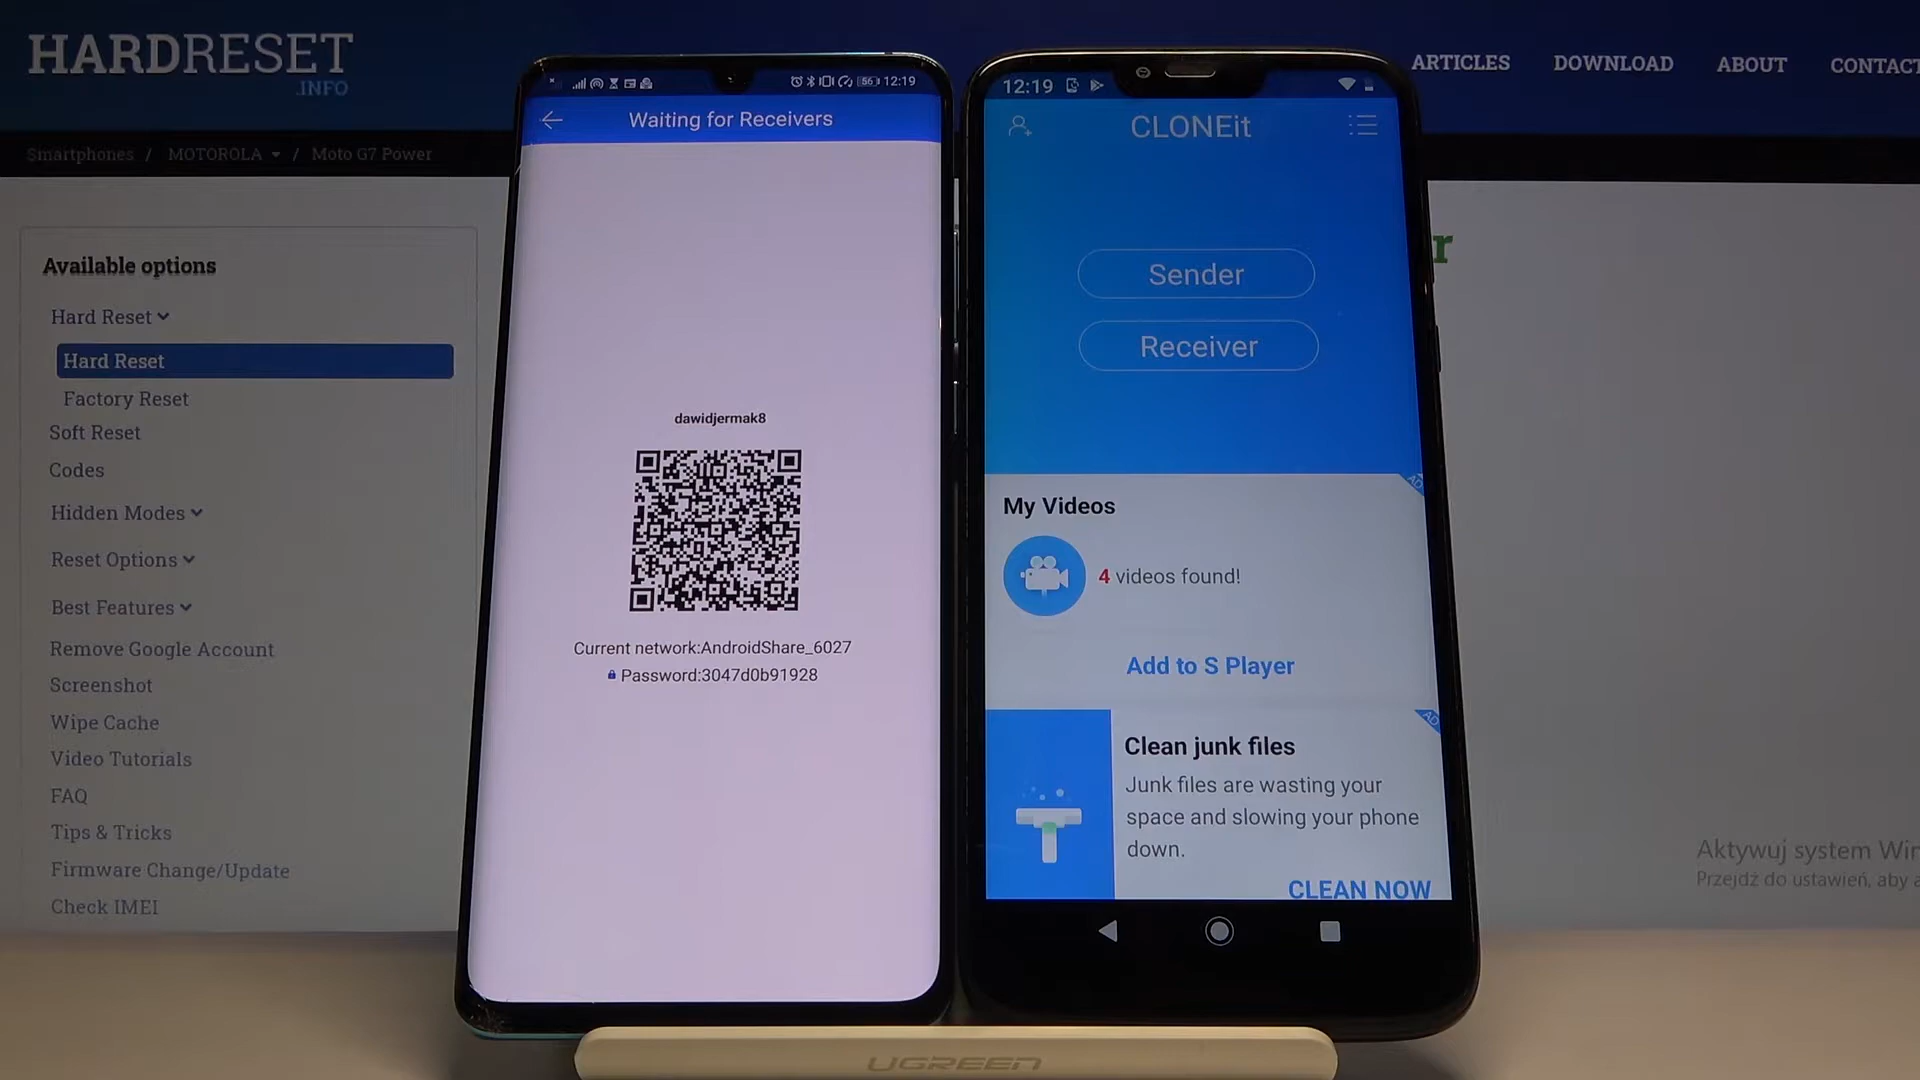 HARDRESET
.INFO
ARTICLES
DOWNLOAD
ABOUT
CONTACT
Smartphones / MOTOROLA / Moto G7 Power
Available options
Hard Reset
Hard Reset
Factory Reset
Soft Reset
Codes
Hidden Modes
Reset Options
Best Features
Remove Google Account
Screenshot
Wipe Cache
Video Tutorials
FAQ
Tips & Tricks
Firmware Change/Update
Check IMEI
56 12:19
Waiting for Receivers
dawidjermak8
Current network:AndroidShare_6027
Password:3047d0b91928
12:19
CLONEit
Sender
Receiver
AD
My Videos
4 videos found!
Add to S Player
AD
Clean junk files
Junk files are wasting your
space and slowing your phone
down.
CLEAN NOW
r
Aktywuj system Win
Przejdź do ustawień, aby a
UGREEN